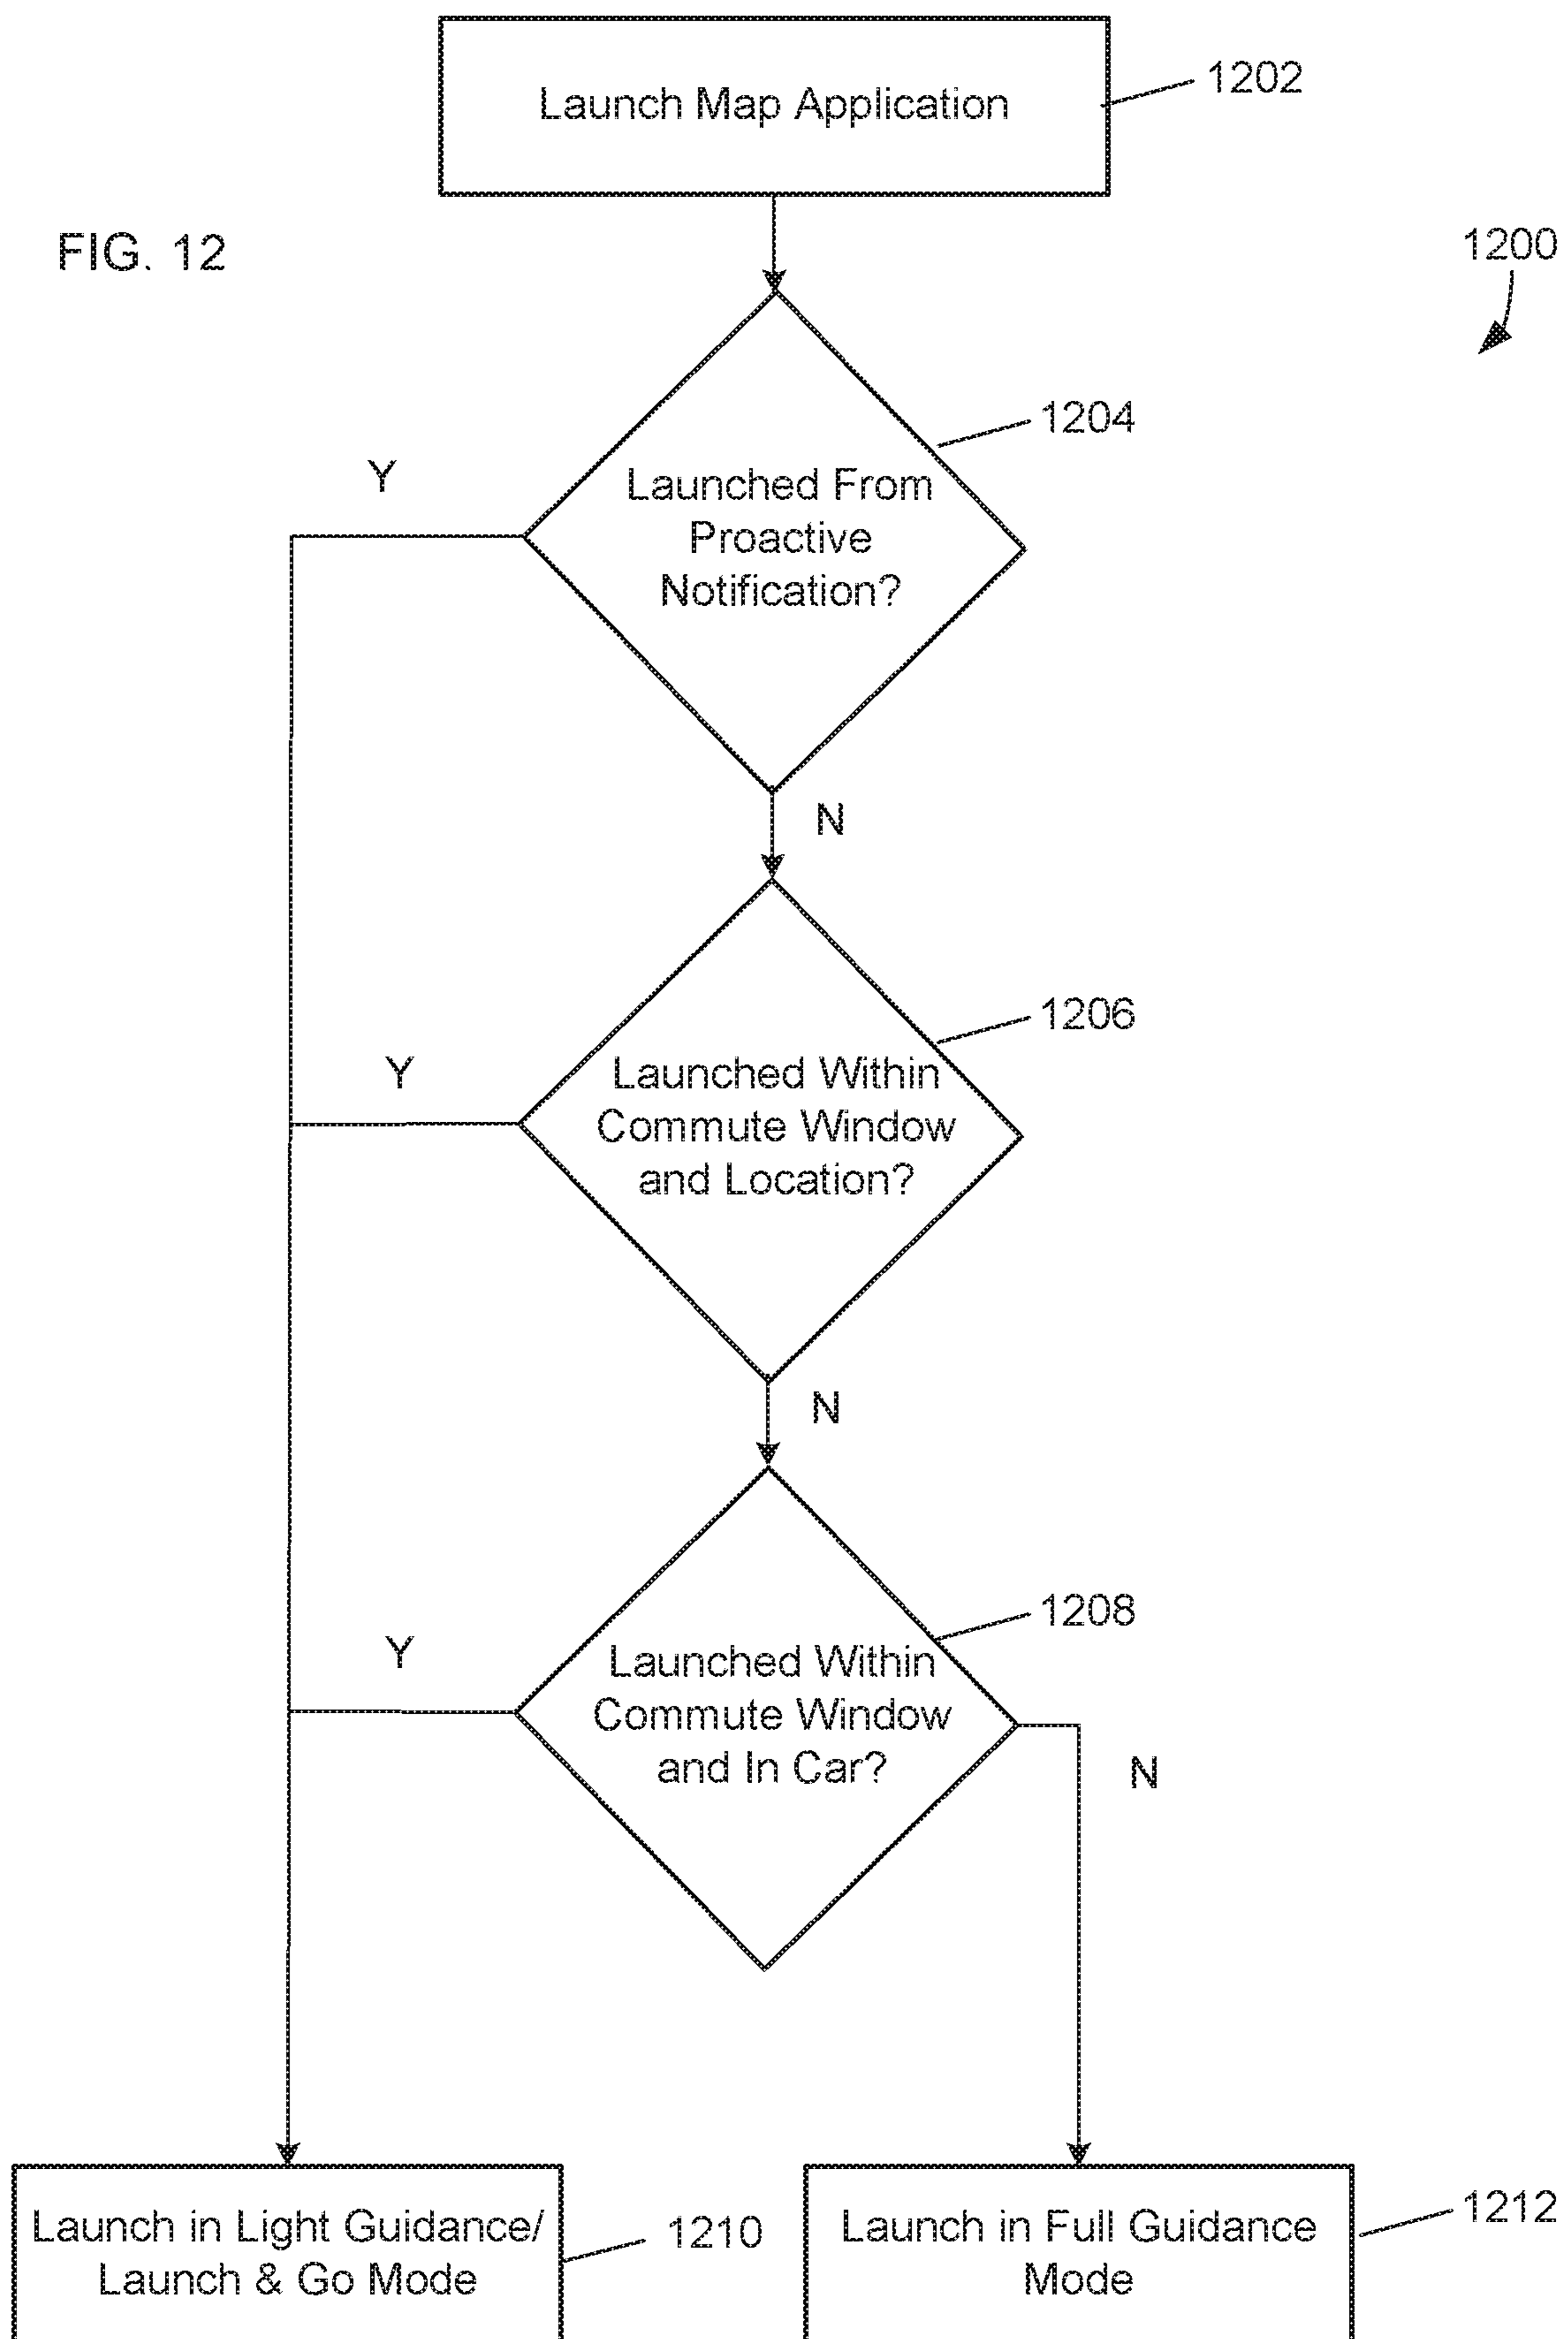 1202
Launch Map Application
FIG. 12
1200
1204
Y
Launched From
Proactive
Notification?
N
1206
Y
Launched Within
Commute Window
and Location?
N
1208
Y
Launched Within
Commute Window
and In Car?
N
Launch in Light Guidance/
Launch & Go Mode
1210
Launch in Full Guidance
Mode
1212